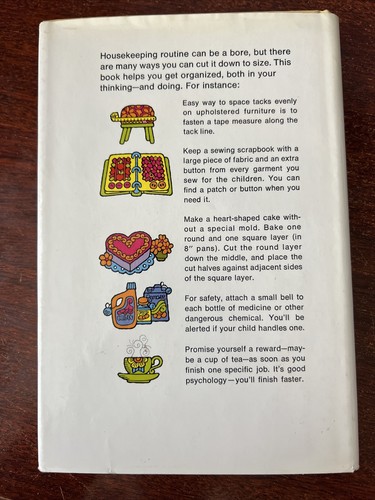 Housekeeping routine can be a bore, but there
are many ways you can cut it down to size. This
book helps you get organized, both in your
thinking—and doing. For instance:
Easy way to space tacks evenly
on upholstered furniture is to
fasten a tape measure along the
tack line.
Keep a sewing scrapbook with a
large piece of fabric and an extra
button from every garment you
sew for the children. You can
find a patch or button when you
need it.
Make a heart-shaped cake with-
out a special mold. Bake one
round and one square layer (in
8" pans). Cut the round layer
down the middle, and place the
cut halves against adjacent sides
of the square layer.
For safety, attach a small bell to
each bottle of medicine or other
dangerous chemical. You'll be
alerted if your child handles one.
Promise yourself a reward—may-
be a cup of tea—as soon as you
finish one specific job. It's good
psychology—you'll finish faster.